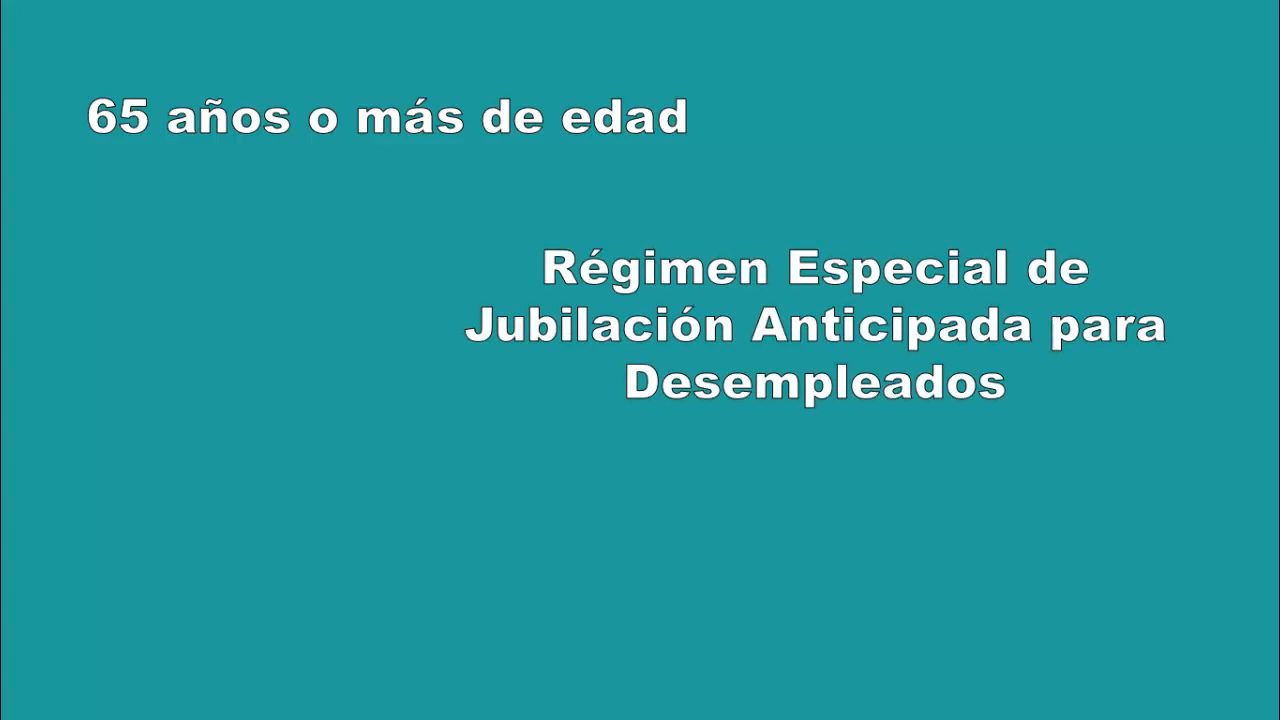 65 años o más de edad
Régimen Especial de
Jubilación Anticipada para
Desempleados